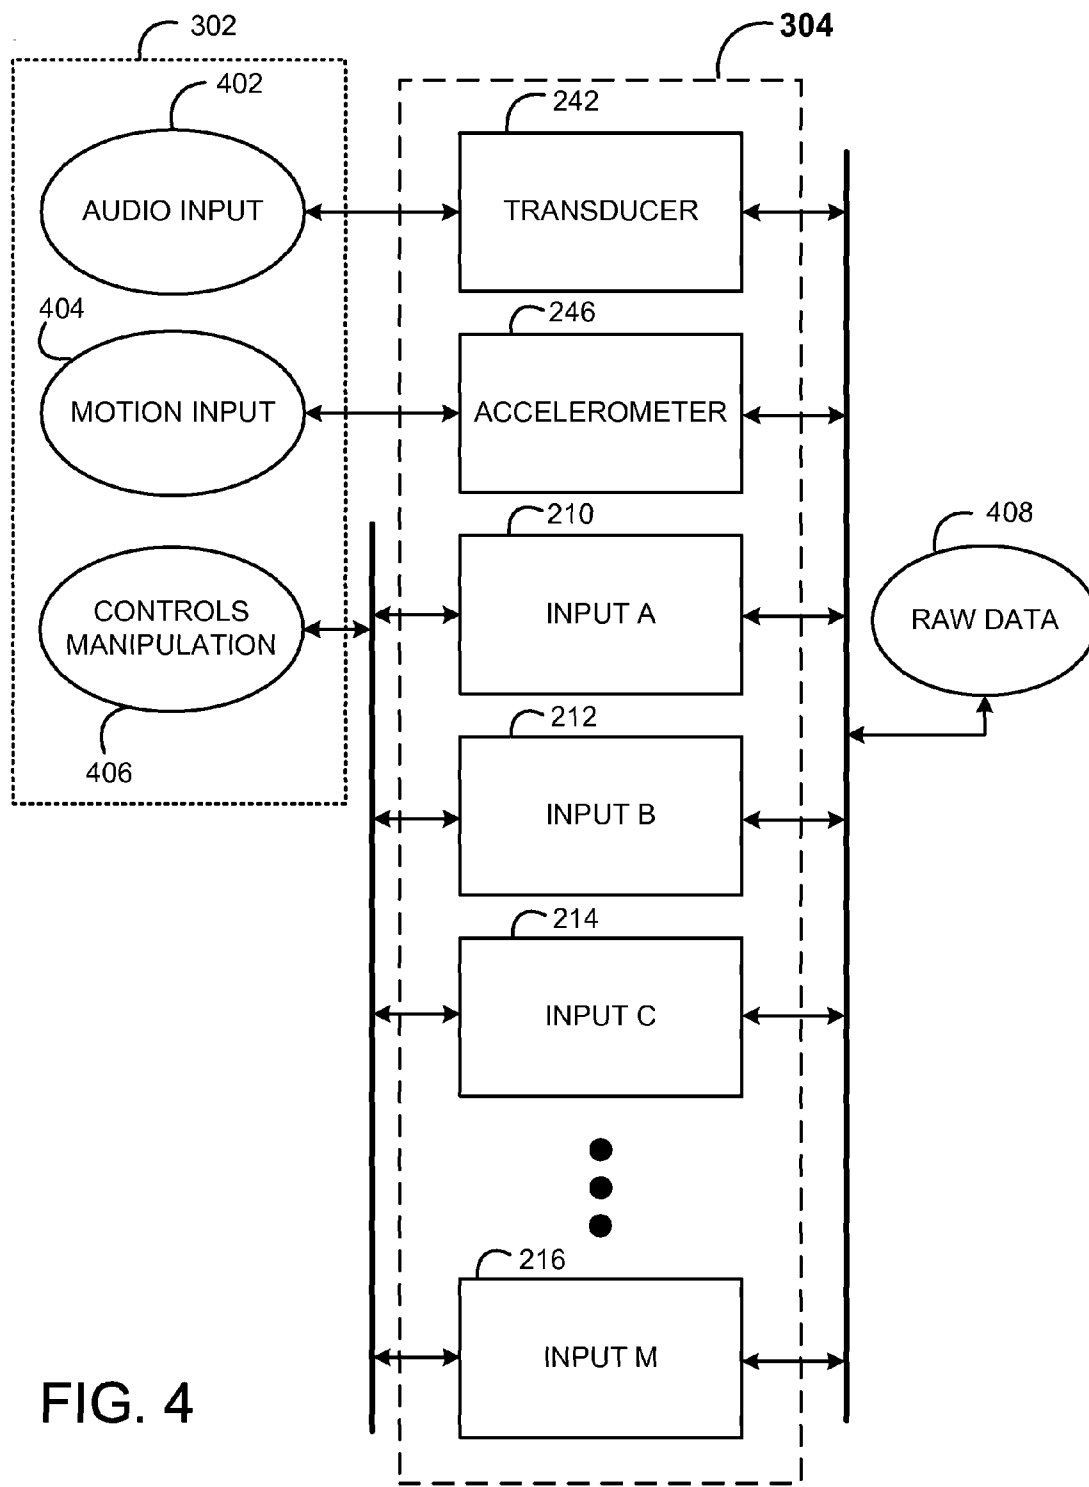 302
304
402
242
AUDIO INPUT
TRANSDUCER
404
246
MOTION INPUT
ACCELEROMETER
210
408
CONTROLS
MANIPULATION
INPUT A
RAW DATA
212
406
INPUT B
214
INPUT C
216
INPUT M
FIG. 4